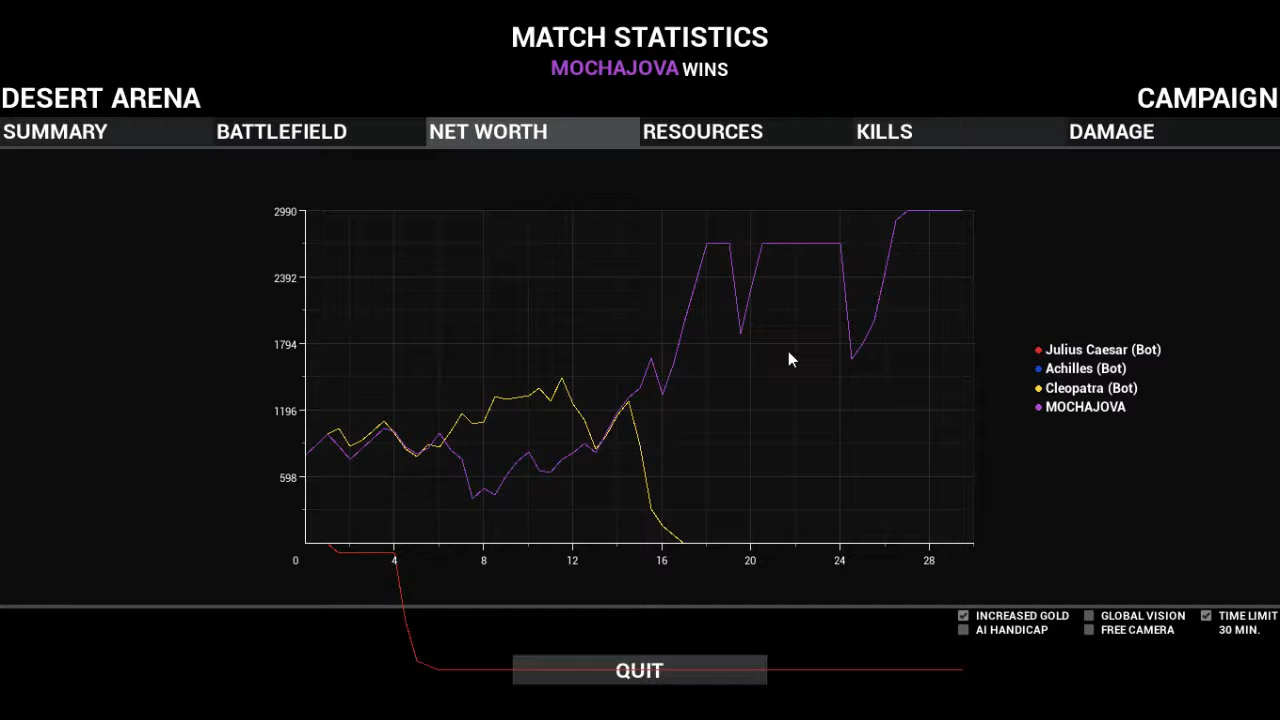 MATCH STATISTICS
MOCHAJOVA WINS
DESERT ARENA
CAMPAIGN
SUMMARY BATTLEFIELD NET WORTH RESOURCES KILLS DAMAGE
2990
2392
1794
1196
598
0 4 8 12 16 20 24 28
Julius Caesar (Bot)
Achilles (Bot)
Cleopatra (Bot)
MOCHAJOVA
INCREASED GOLD GLOBAL VISION TIME LIMIT
AI HANDICAP FREE CAMERA 30 MIN.
QUIT